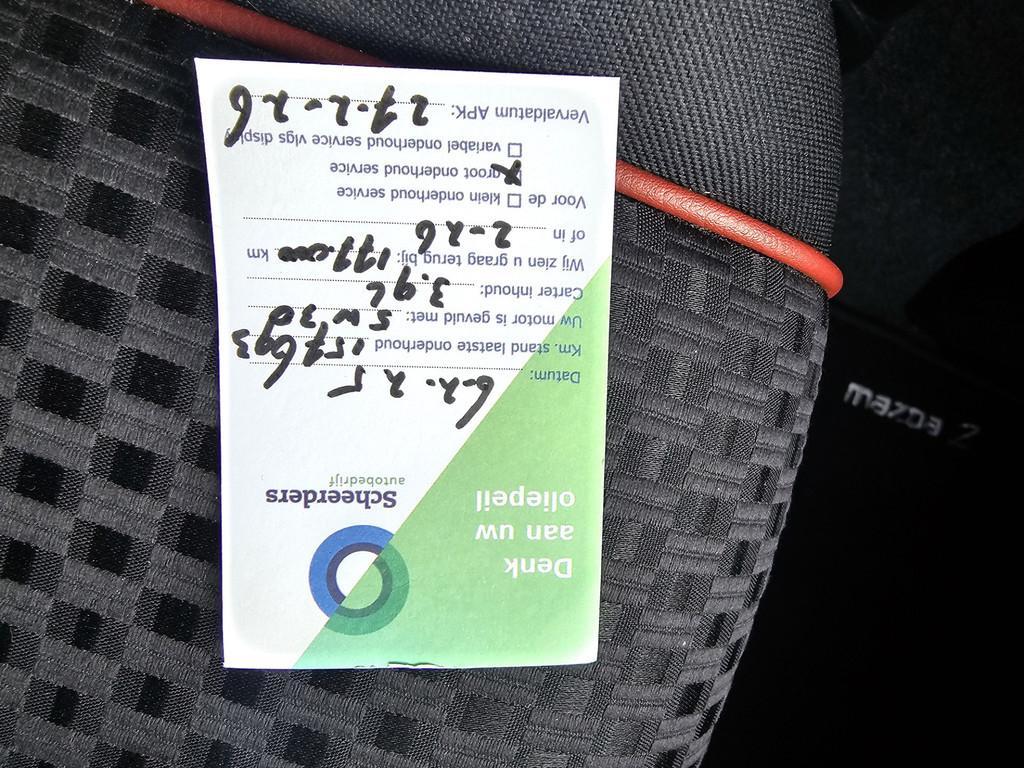 Denk
aan uw
oliepeil
Scheerders
autobedrijf
Datum: 6-2-25
Km. stand laatste onderhoud 157693
Uw motor is gevuld met: 5w30
Carter inhoud: 3.9L
Wij zien u graag terug bij: 177.000 km
of in 2-26
Voor de ☐ klein onderhoud service
groot onderhoud service
☐ variabel onderhoud service vlgs display
Vervaldatum APK: 27-2-26
mazda 2